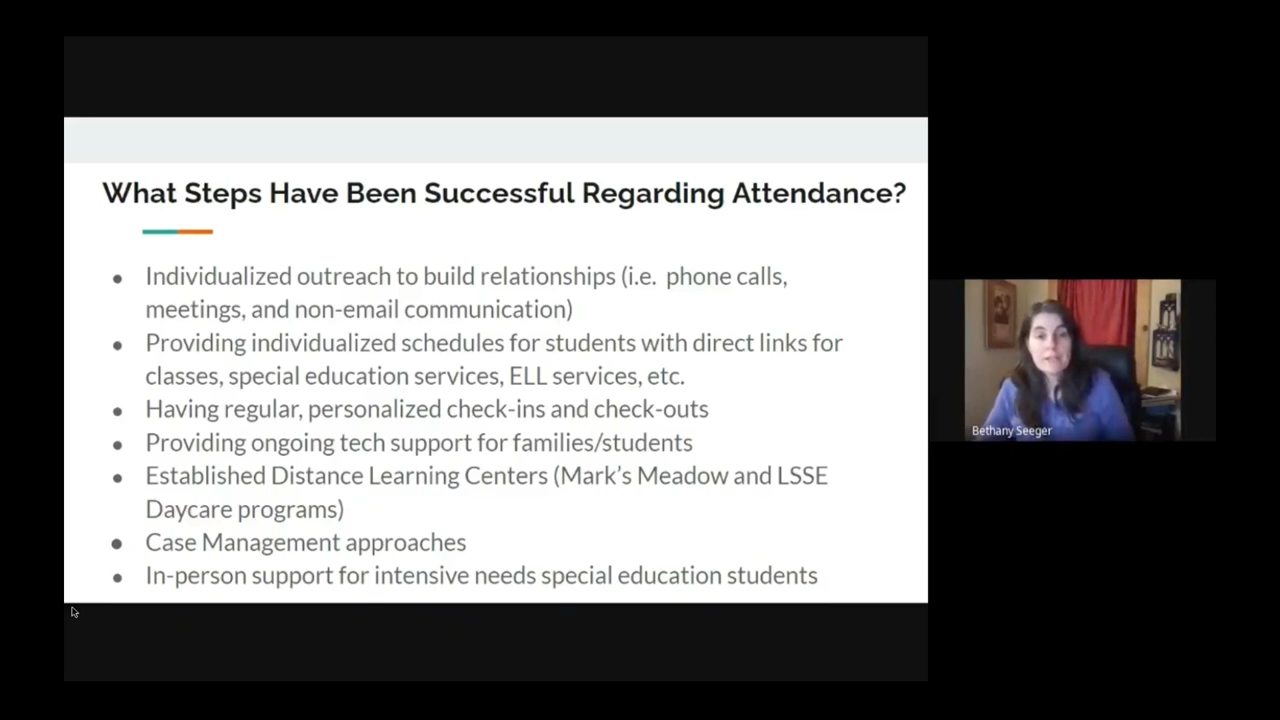 What Steps Have Been Successful Regarding Attendance?
● Individualized outreach to build relationships (i.e. phone calls,
meetings, and non-email communication)
● Providing individualized schedules for students with direct links for
classes, special education services, ELL services, etc.
● Having regular, personalized check-ins and check-outs
● Providing ongoing tech support for families/students
● Established Distance Learning Centers (Mark’s Meadow and LSSE
Daycare programs)
● Case Management approaches
● In-person support for intensive needs special education students
Bethany Seeger